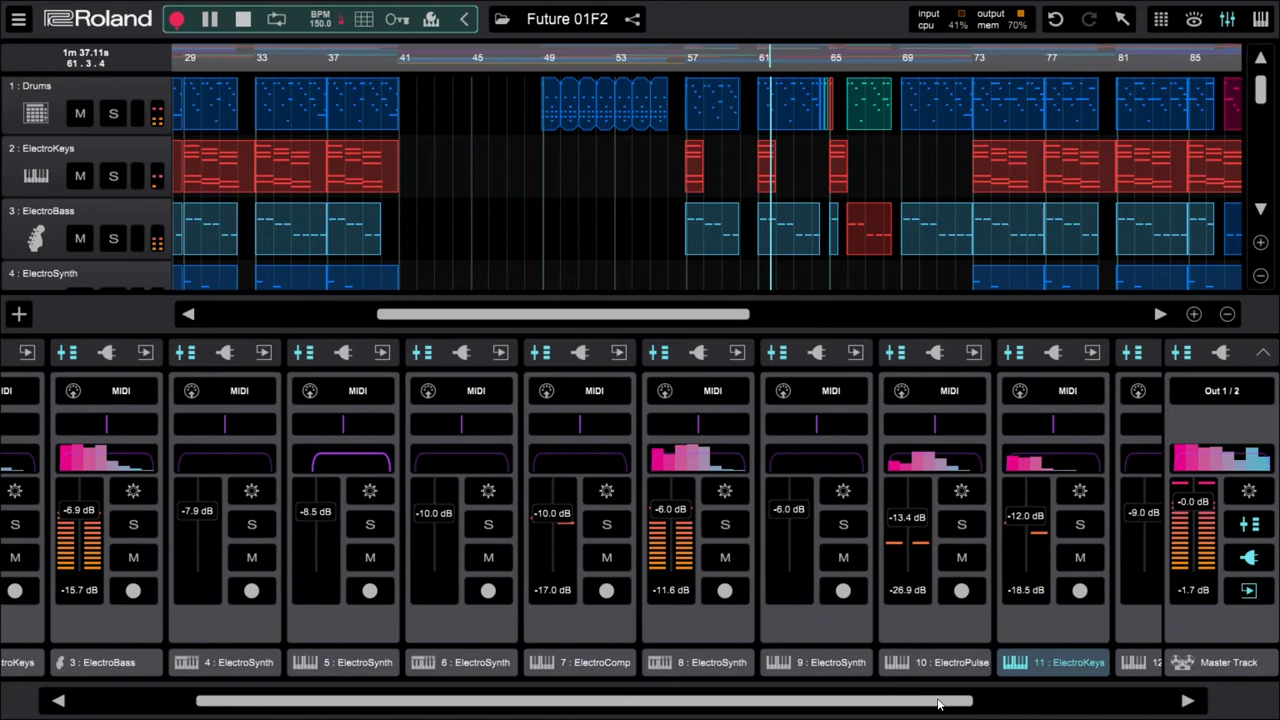 Roland
BPM
150.0
Future 01F2
input
cpu 41%
output
mem 70%
1m 37.11s
61 . 3 . 4
29 33 37 41 45 49 53 57 61 65 69 73 77 81 85
1 : Drums
M S
2 : ElectroKeys
M S
3 : ElectroBass
M S
4 : ElectroSynth
MIDI MIDI MIDI MIDI MIDI MIDI MIDI MIDI MIDI Out 1 / 2
-6.9 dB -7.9 dB -8.5 dB -10.0 dB -10.0 dB -6.0 dB -6.0 dB -13.4 dB -12.0 dB -9.0 dB -0.0 dB
S S S S S S S S S S
M M M M M M M M M M
-15.7 dB -17.0 dB -11.6 dB -26.9 dB -18.5 dB -1.7 dB
troKeys 3 : ElectroBass 4 : ElectroSynth 5 : ElectroSynth 6 : ElectroSynth 7 : ElectroComp 8 : ElectroSynth 9 : ElectroSynth 10 : ElectroPulse 11 : ElectroKeys 12 Master Track